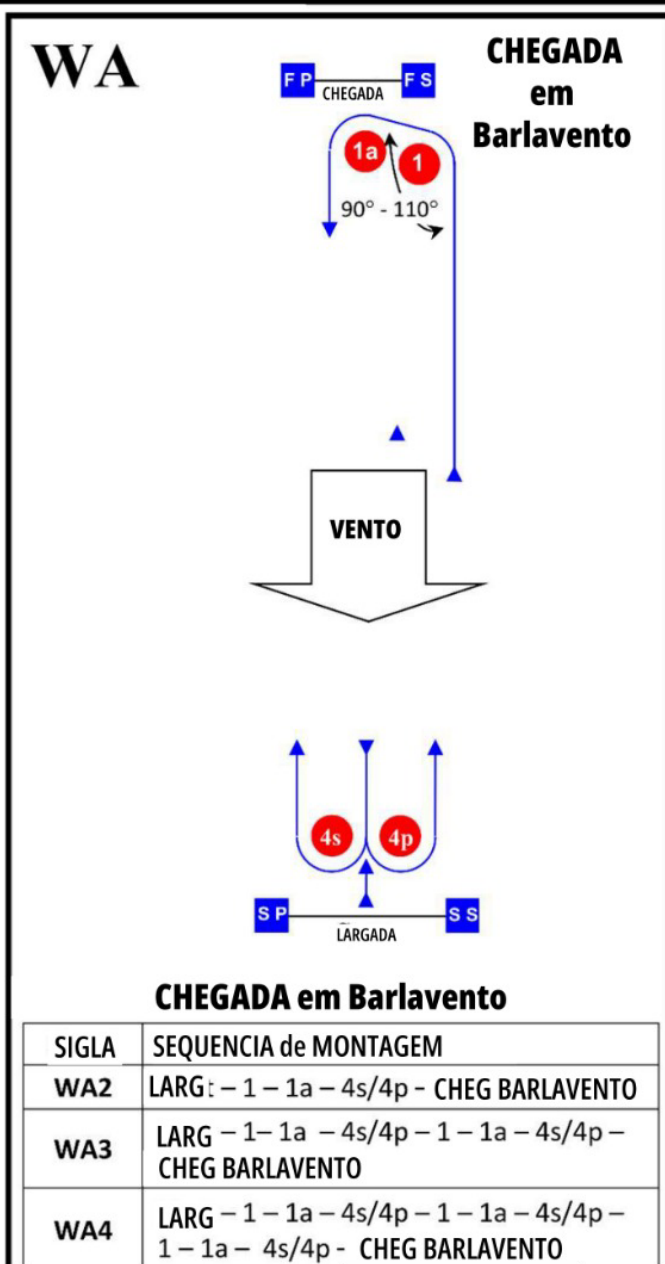 WA
CHEGADA
em
Barlavento
F P
CHEGADA
F S
1a
1
90° - 110°
VENTO
4s
4p
S P
LARGADA
S S
CHEGADA em Barlavento
SIGLA SEQUENCIA de MONTAGEM
WA2 LARG t – 1 – 1a – 4s/4p - CHEG BARLAVENTO
WA3 LARG – 1– 1a – 4s/4p – 1 – 1a – 4s/4p –
CHEG BARLAVENTO
WA4 LARG – 1 – 1a – 4s/4p – 1 – 1a – 4s/4p –
1 – 1a – 4s/4p - CHEG BARLAVENTO